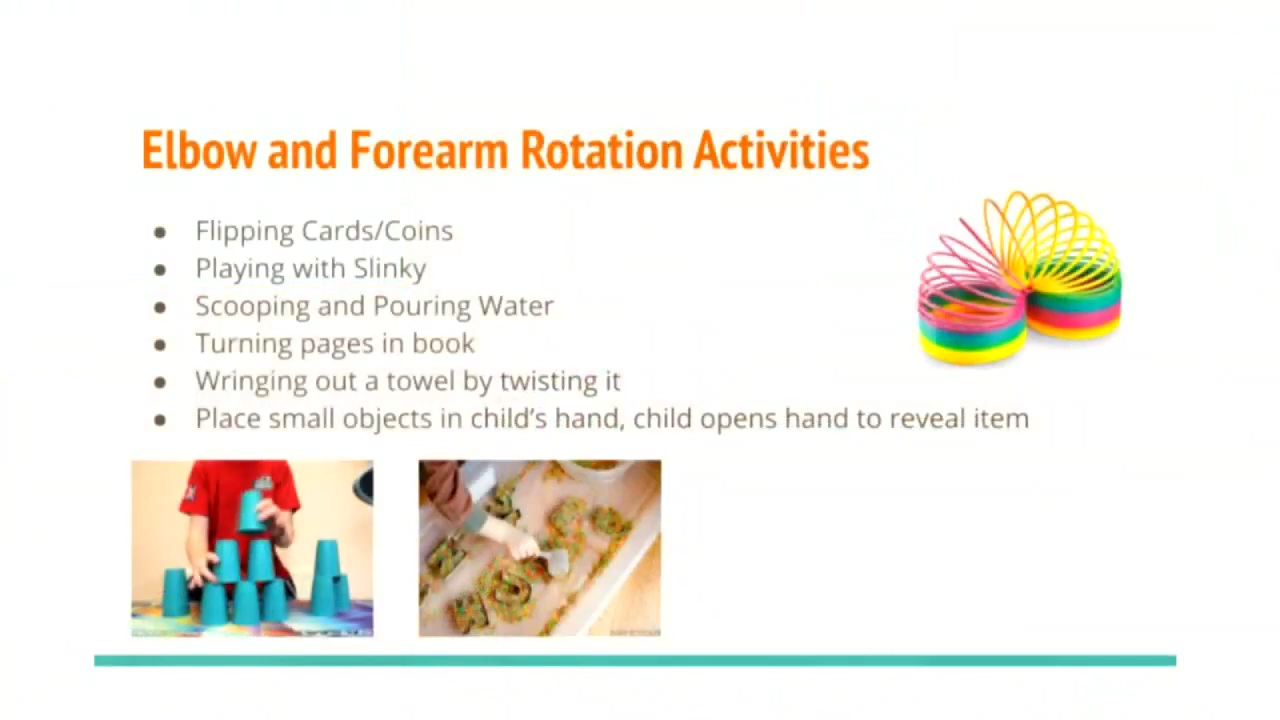 Elbow and Forearm Rotation Activities
● Flipping Cards/Coins
● Playing with Slinky
● Scooping and Pouring Water
● Turning pages in book
● Wringing out a towel by twisting it
● Place small objects in child's hand, child opens hand to reveal item